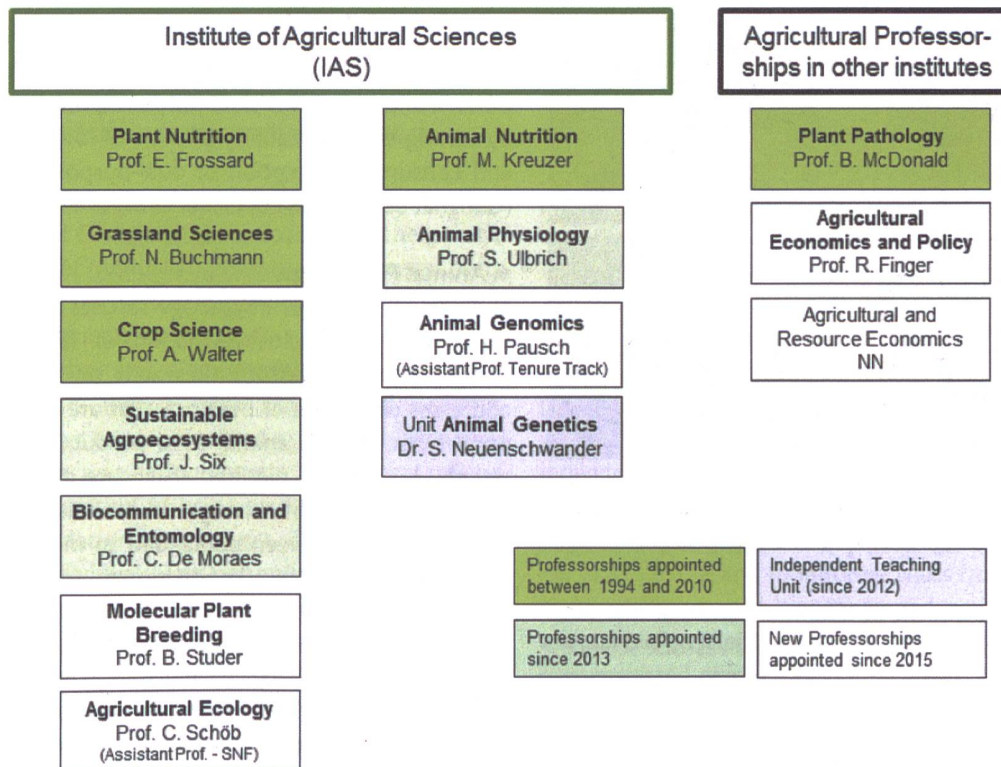 Institute of Agricultural Sciences
(IAS)
Agricultural Professor-
ships in other institutes
Plant Nutrition
Prof. E. Frossard
Grassland Sciences
Prof. N. Buchmann
Crop Science
Prof. A. Walter
Sustainable
Agroecosystems
Prof. J. Six
Biocommunication and
Entomology
Prof. C. De Moraes
Molecular Plant
Breeding
Prof. B. Studer
Agricultural Ecology
Prof. C. Schöb
(Assistant Prof. - SNF)
Animal Nutrition
Prof. M. Kreuzer
Animal Physiology
Prof. S. Ulbrich
Animal Genomics
Prof. H. Pausch
(Assistant Prof. Tenure Track)
Unit Animal Genetics
Dr. S. Neuenschwander
Plant Pathology
Prof. B. McDonald
Agricultural
Economics and Policy
Prof. R. Finger
Agricultural and
Resource Economics
NN
Professorships appointed
between 1994 and 2010
Independent Teaching
Unit (since 2012)
Professorships appointed
since 2013
New Professorships
appointed since 2015